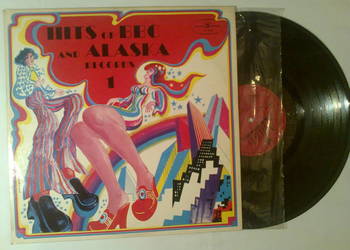 HITS OF BBC
AND ALASKA
RECORDS
1